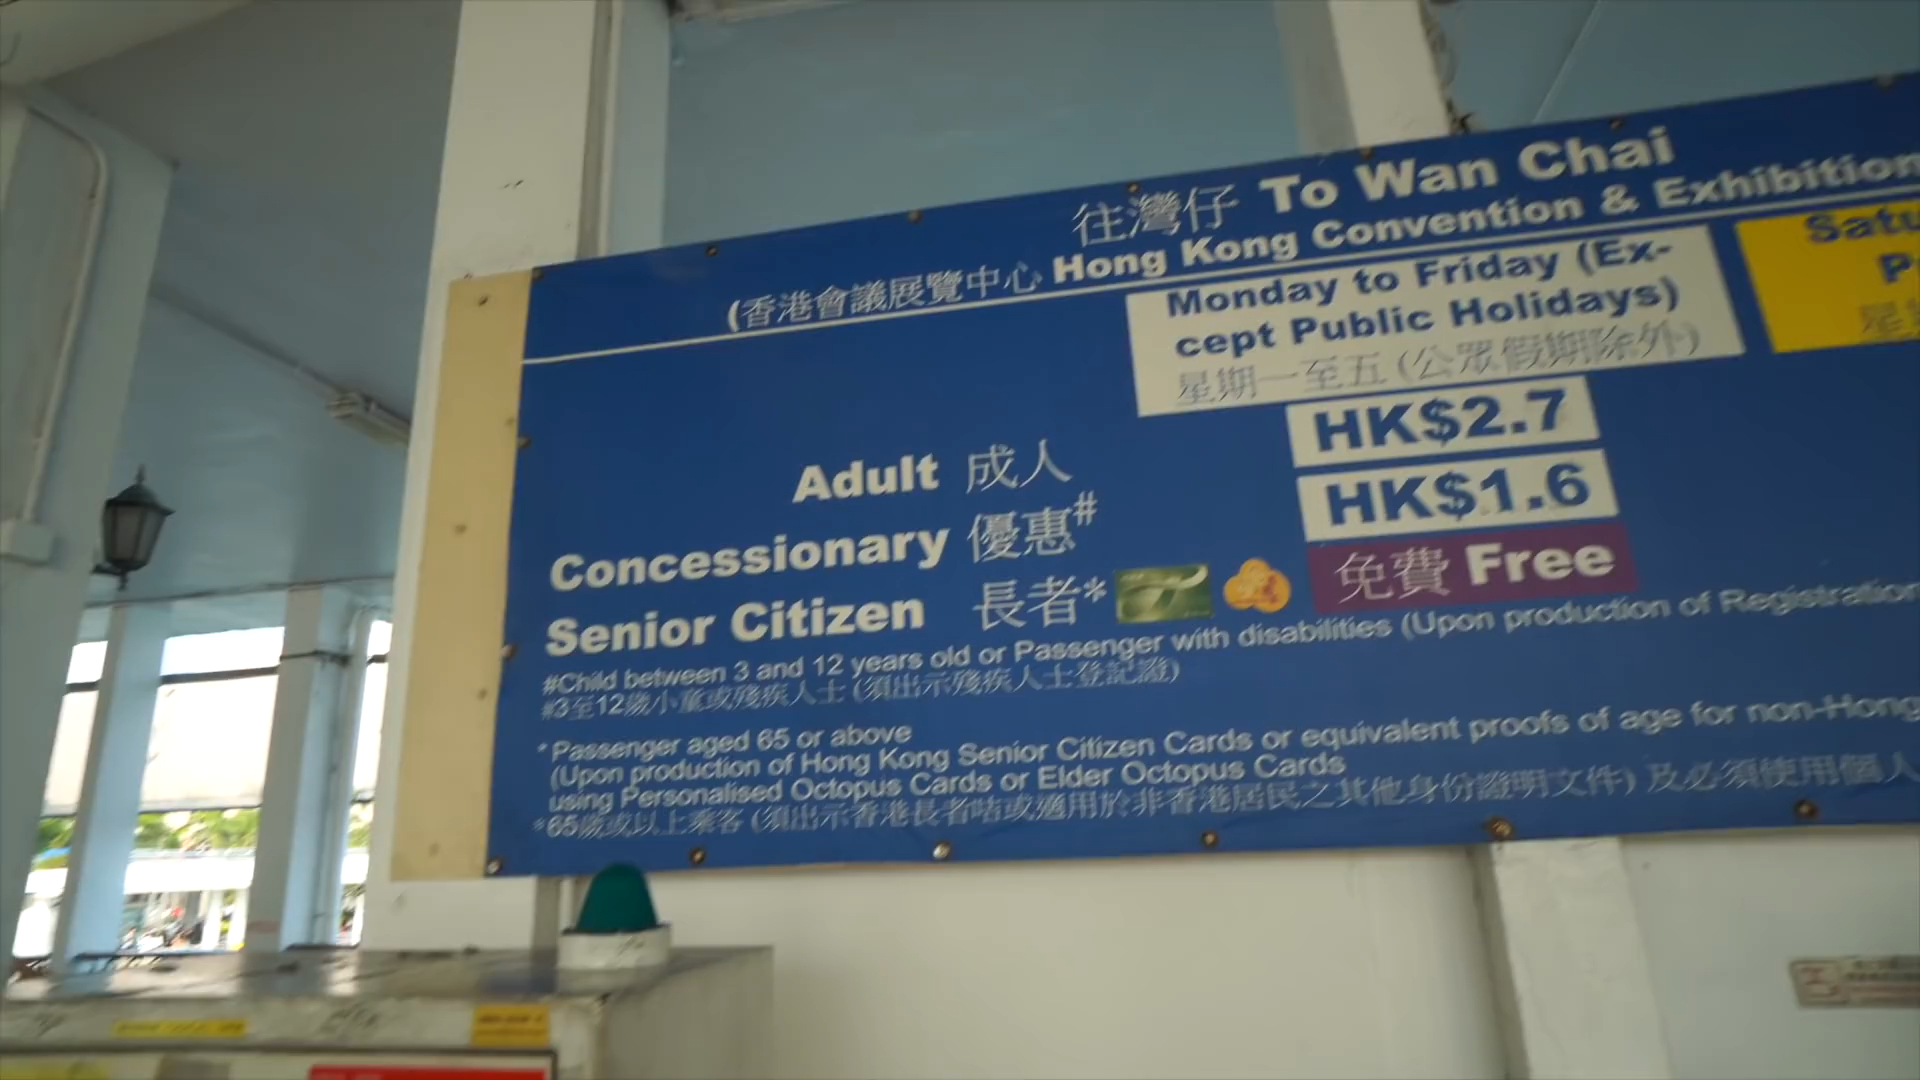 往灣仔 To Wan Chai
(香港會議展覽中心 Hong Kong Convention & Exhibition
Monday to Friday (Ex-
cept Public Holidays)
星期一至五 (公眾假期除外)
Adult 成人 HK$2.7
Concessionary 優惠# HK$1.6
Senior Citizen 長者* 免費 Free
#Child between 3 and 12 years old or Passenger with disabilities (Upon production of Registration
#3至12歲小童或殘疾人士 (須出示殘疾人士登記證)
*Passenger aged 65 or above
(Upon production of Hong Kong Senior Citizen Cards or equivalent proofs of age for non-Hong
using Personalised Octopus Cards or Elder Octopus Cards
*65歲或以上乘客 (須出示香港長者咭或適用於非香港居民之其他身份證明文件) 及必須使用個人